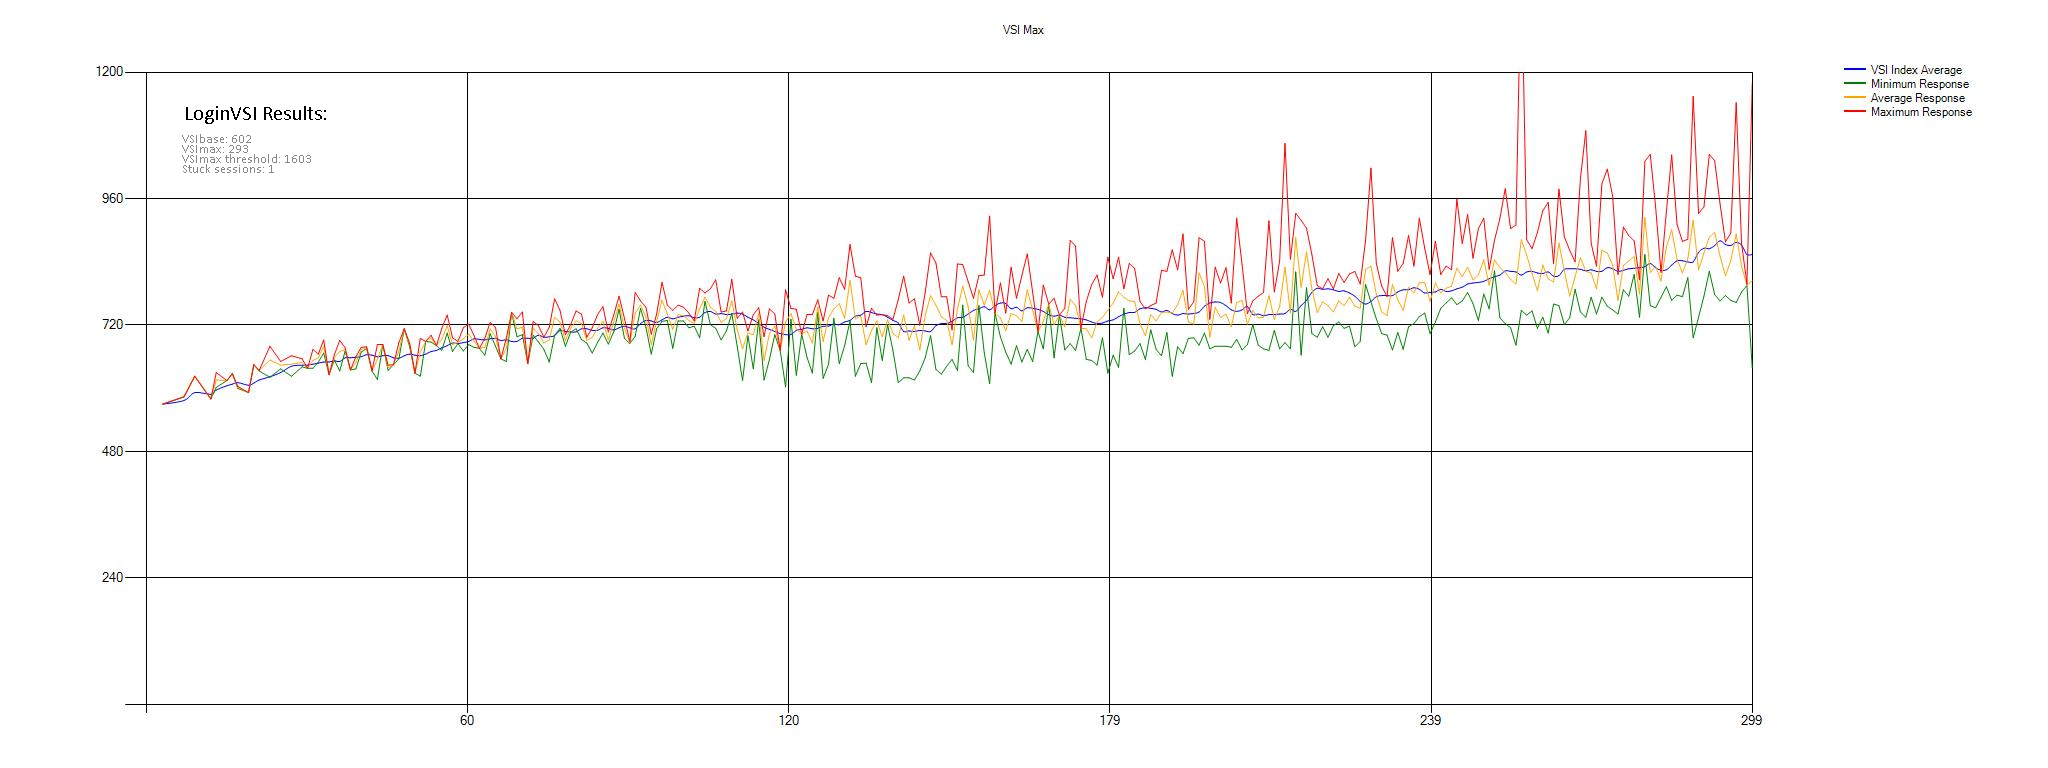 VSI Max
1200
960
720
480
240
LoginVSI Results:
VSIbase: 602
VSImax: 293
VSImax threshold: 1603
Stuck sessions: 1
VSI Index Average
Minimum Response
Average Response
Maximum Response
60
120
179
239
299